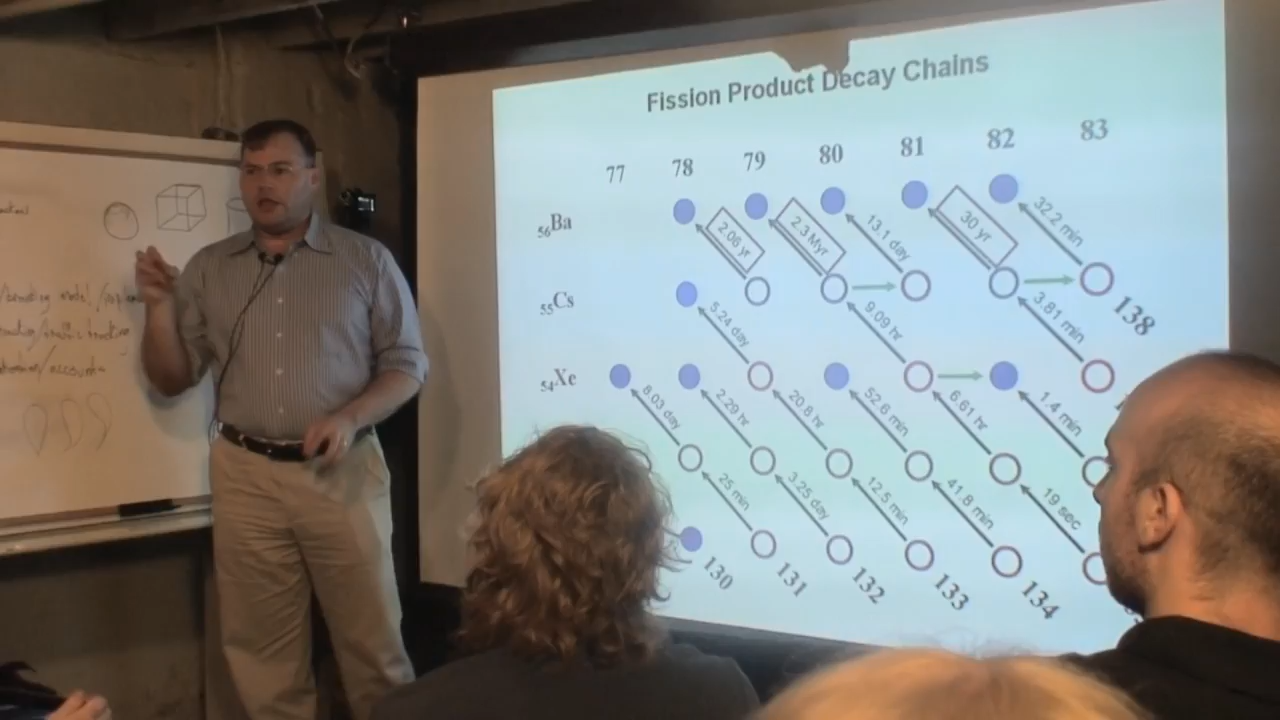 Fission Product Decay Chains
77 78 79 80 81 82 83
56Ba
2.06 yr 2.3 Myr 13.1 day 30 yr 32.2 min
55Cs
138
5.24 day 9.09 hr 3.81 min
54Xe
8.03 day 2.29 hr 20.8 hr 52.6 min 6.61 hr 1.4 min
25 min 3.25 day 12.5 min 41.8 min 19 sec
130 131 132 133 134